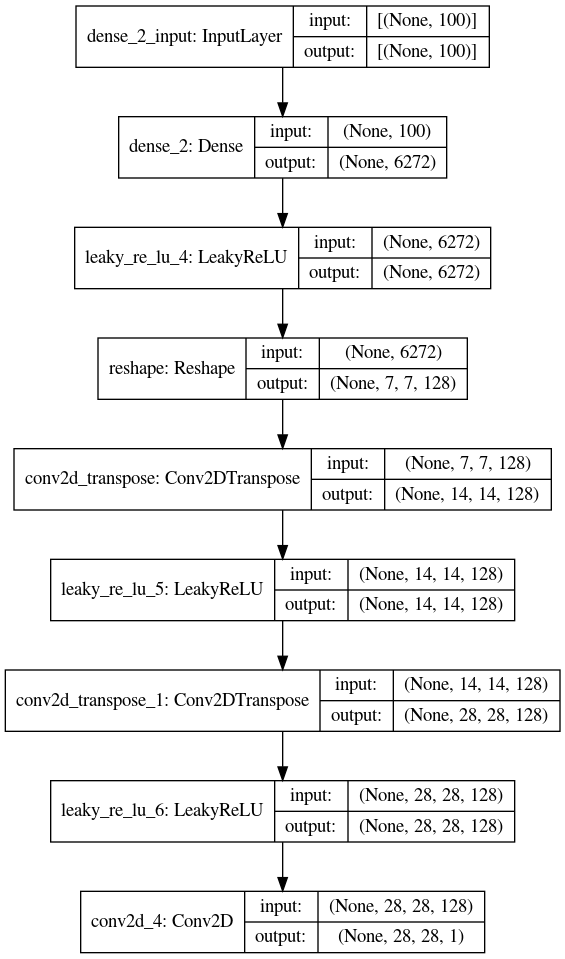 dense_2_input: InputLayer
input:
[(None, 100)]
output:
[(None, 100)]
dense_2: Dense
input:
(None, 100)
output:
(None, 6272)
leaky_re_lu_4: LeakyReLU
input:
(None, 6272)
output:
(None, 6272)
reshape: Reshape
input:
(None, 6272)
output:
(None, 7, 7, 128)
conv2d_transpose: Conv2DTranspose
input:
(None, 7, 7, 128)
output:
(None, 14, 14, 128)
leaky_re_lu_5: LeakyReLU
input:
(None, 14, 14, 128)
output:
(None, 14, 14, 128)
conv2d_transpose_1: Conv2DTranspose
input:
(None, 14, 14, 128)
output:
(None, 28, 28, 128)
leaky_re_lu_6: LeakyReLU
input:
(None, 28, 28, 128)
output:
(None, 28, 28, 128)
conv2d_4: Conv2D
input:
(None, 28, 28, 128)
output:
(None, 28, 28, 1)